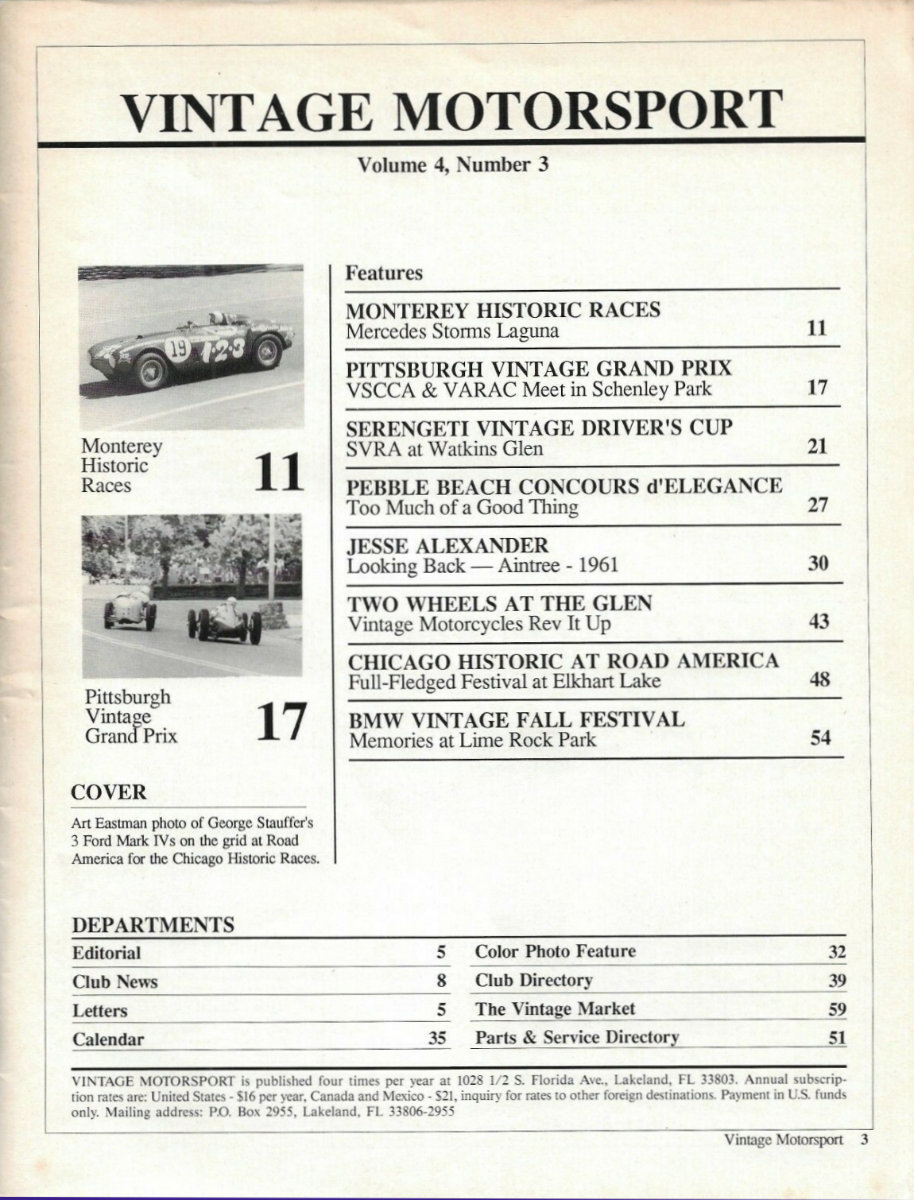 VINTAGE MOTORSPORT
Volume 4, Number 3
19
123
Monterey
Historic
Races
11
Pittsburgh
Vintage
Grand Prix
17
COVER
Art Eastman photo of George Stauffer's
3 Ford Mark IVs on the grid at Road
America for the Chicago Historic Races.
Features
MONTEREY HISTORIC RACES
Mercedes Storms Laguna 11
PITTSBURGH VINTAGE GRAND PRIX
VSCCA & VARAC Meet in Schenley Park 17
SERENGETI VINTAGE DRIVER'S CUP
SVRA at Watkins Glen 21
PEBBLE BEACH CONCOURS d'ELEGANCE
Too Much of a Good Thing 27
JESSE ALEXANDER
Looking Back — Aintree - 1961 30
TWO WHEELS AT THE GLEN
Vintage Motorcycles Rev It Up 43
CHICAGO HISTORIC AT ROAD AMERICA
Full-Fledged Festival at Elkhart Lake 48
BMW VINTAGE FALL FESTIVAL
Memories at Lime Rock Park 54
DEPARTMENTS
Editorial 5
Club News 8
Letters 5
Calendar 35
Color Photo Feature 32
Club Directory 39
The Vintage Market 59
Parts & Service Directory 51
VINTAGE MOTORSPORT is published four times per year at 1028 1/2 S. Florida Ave., Lakeland, FL 33803. Annual subscrip-
tion rates are: United States - $16 per year, Canada and Mexico - $21, inquiry for rates to other foreign destinations. Payment in U.S. funds
only. Mailing address: P.O. Box 2955, Lakeland, FL 33806-2955
Vintage Motorsport 3